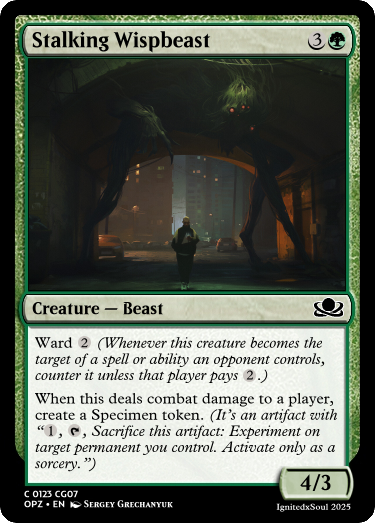 Stalking Wispbeast 3
Creature — Beast
Ward 2 (Whenever this creature becomes the
target of a spell or ability an opponent controls,
counter it unless that player pays 2.)
When this deals combat damage to a player,
create a Specimen token. (It's an artifact with
“1, , Sacrifice this artifact: Experiment on
target permanent you control. Activate only as a
sorcery.”)
4/3
C 0123 CG07
OPZ • EN Sergey Grechanyuk
IgnitedxSoul 2025